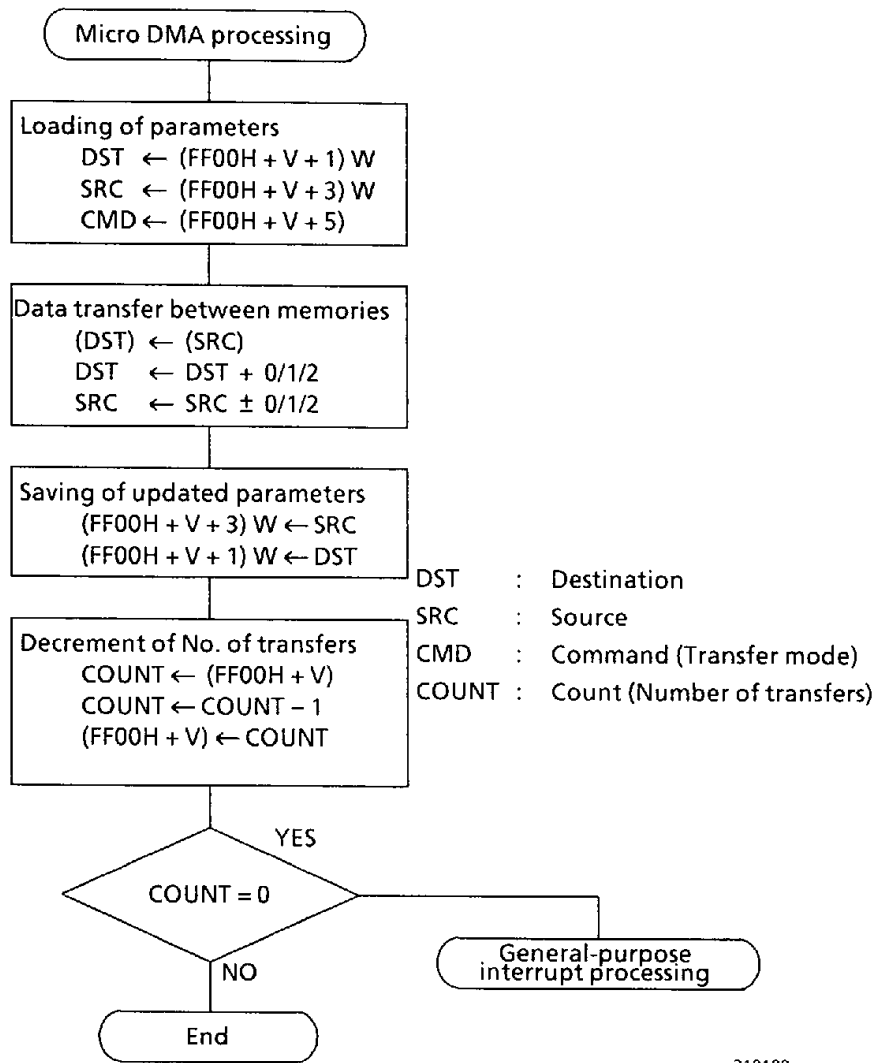 Micro DMA processing
Loading of parameters
DST ← (FF00H + V + 1) W
SRC ← (FF00H + V + 3) W
CMD ← (FF00H + V + 5)
Data transfer between memories
(DST) ← (SRC)
DST ← DST + 0/1/2
SRC ← SRC ± 0/1/2
Saving of updated parameters
(FF00H + V + 3) W ← SRC
(FF00H + V + 1) W ← DST
DST : Destination
SRC : Source
CMD : Command (Transfer mode)
COUNT : Count (Number of transfers)
Decrement of No. of transfers
COUNT ← (FF00H + V)
COUNT ← COUNT – 1
(FF00H + V) ← COUNT
YES
COUNT = 0
NO
General-purpose
interrupt processing
End